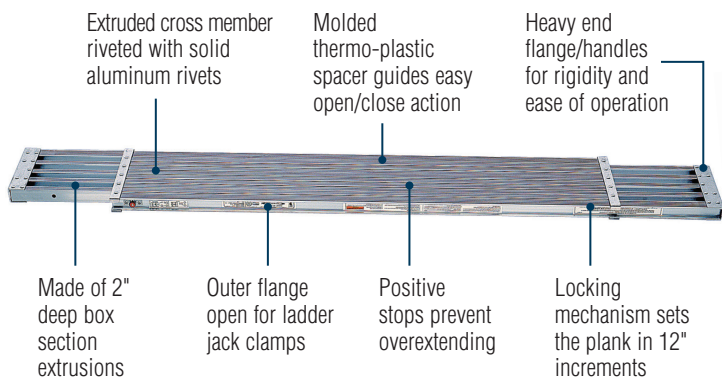 Extruded cross member
riveted with solid
aluminum rivets
Molded
thermo-plastic
spacer guides easy
open/close action
Heavy end
flange/handles
for rigidity and
ease of operation
Made of 2"
deep box
section
extrusions
Outer flange
open for ladder
jack clamps
Positive
stops prevent
overextending
Locking
mechanism sets
the plank in 12"
increments